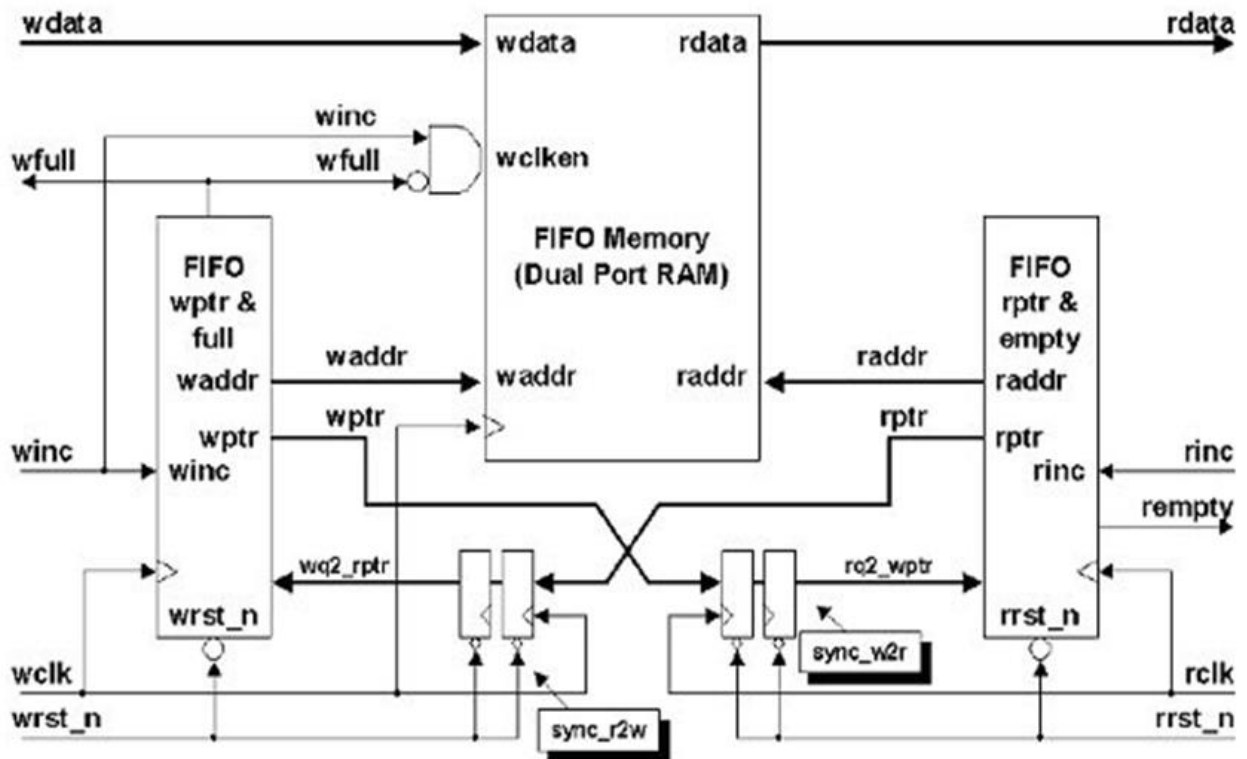 wdata
rdata
wdata rdata
winc
wclken
wfull
wfull
FIFO Memory
(Dual Port RAM)
FIFO
wptr &
full
FIFO
rptr &
empty
waddr
waddr
waddr
raddr
raddr
raddr
wptr
wptr
rptr
rptr
winc
winc
rinc
rinc
rempty
wq2_rptr
rq2_wptr
wrst_n
rrst_n
sync_w2r
wclk
rclk
wrst_n
sync_r2w
rrst_n